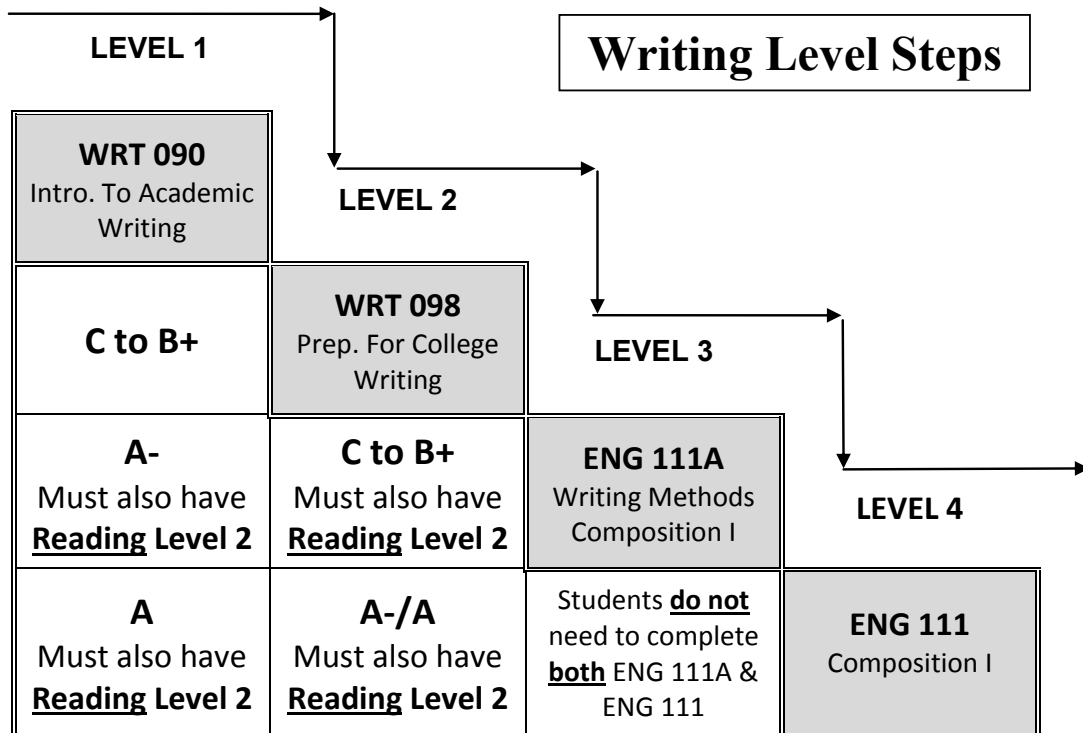 LEVEL 1
Writing Level Steps
WRT 090
Intro. To Academic
Writing
LEVEL 2
C to B+
WRT 098
Prep. For College
Writing
LEVEL 3
A-
Must also have
Reading Level 2
C to B+
Must also have
Reading Level 2
ENG 111A
Writing Methods
Composition I
LEVEL 4
A
Must also have
Reading Level 2
A-/A
Must also have
Reading Level 2
Students do not
need to complete
both ENG 111A &
ENG 111
ENG 111
Composition I